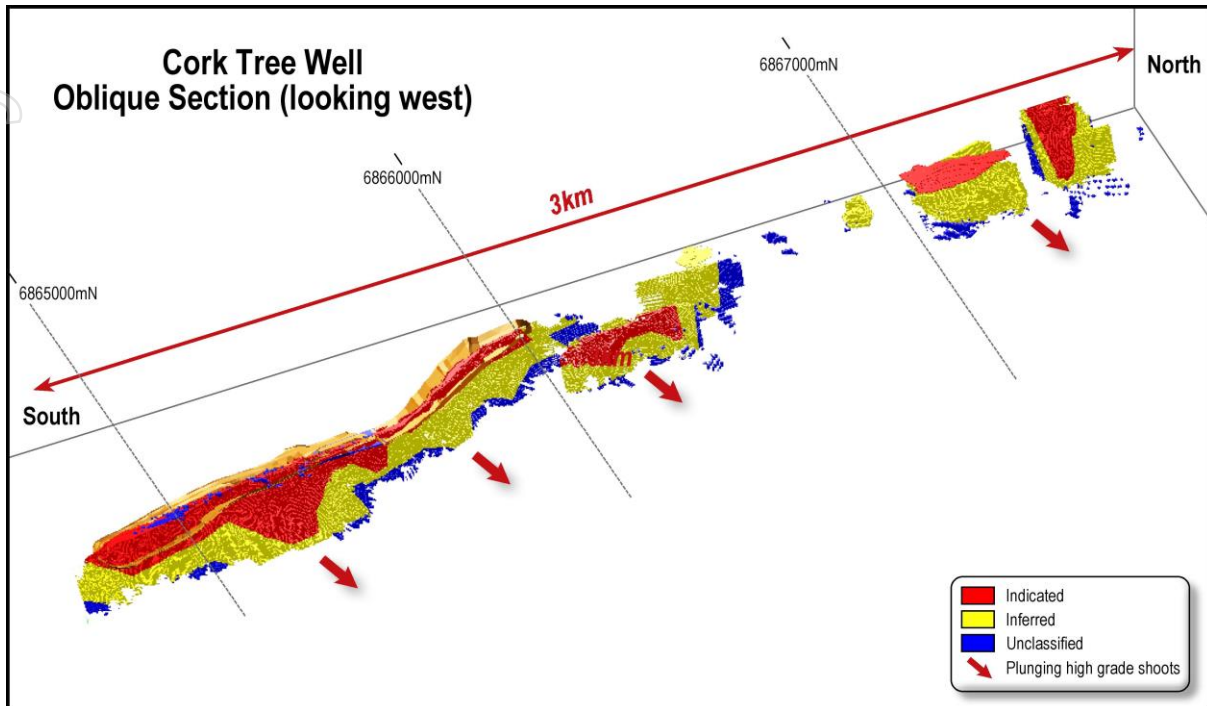 Cork Tree Well
Oblique Section (looking west)
6867000mN
North
3km
6866000mN
6865000mN
South
m
Indicated
Inferred
Unclassified
Plunging high grade shoots